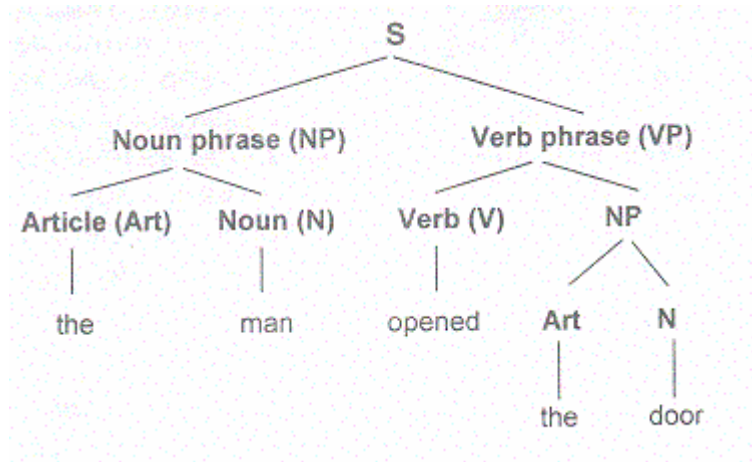 S
Noun phrase (NP) Verb phrase (VP)
Article (Art) Noun (N) Verb (V) NP
the man opened Art N
the door